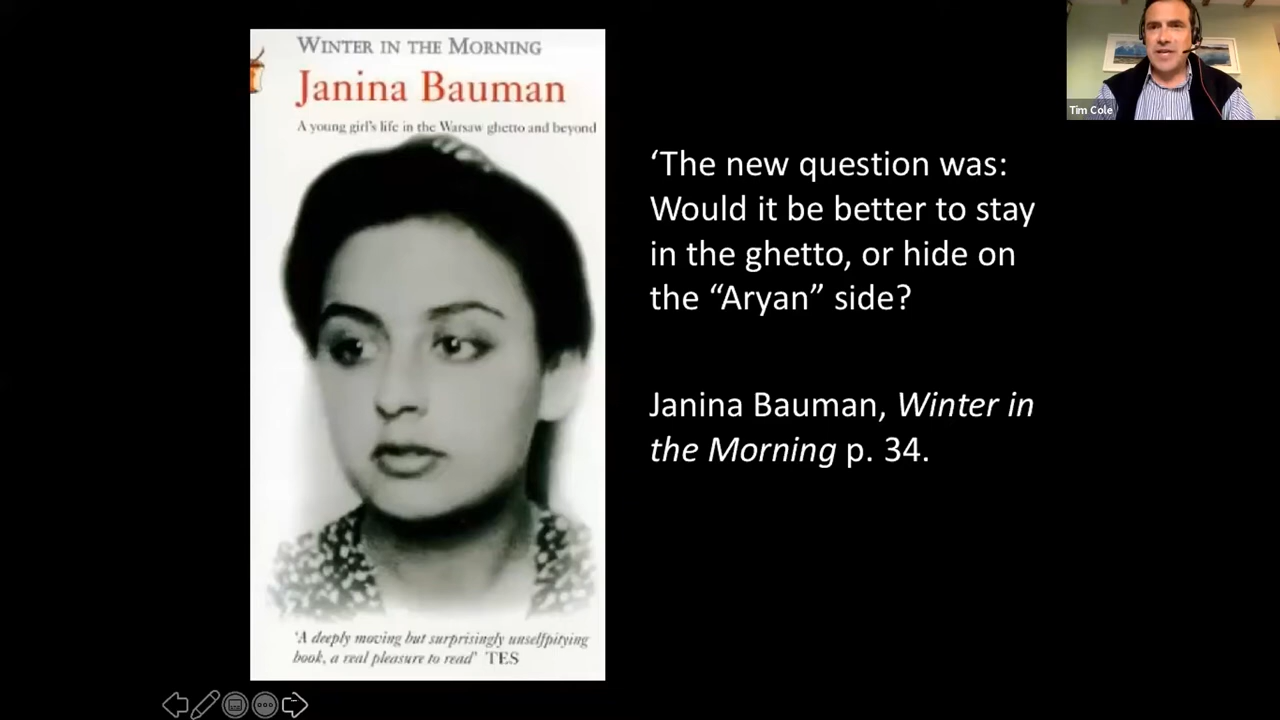 WINTER IN THE MORNING
Janina Bauman
A young girl's life in the Warsaw ghetto and beyond
'A deeply moving but surprisingly unselfpitying
book, a real pleasure to read' TES
‘The new question was:
Would it be better to stay
in the ghetto, or hide on
the “Aryan” side?
Janina Bauman, Winter in
the Morning p. 34.
Tim Cole